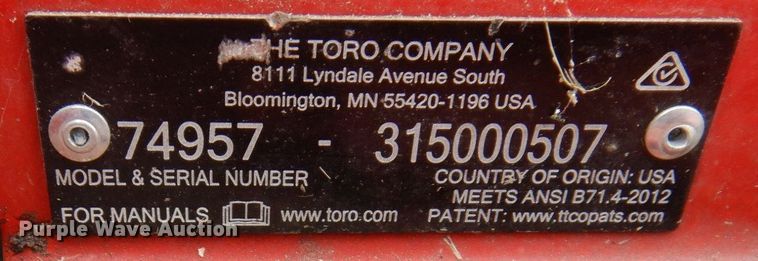 THE TORO COMPANY
8111 Lyndale Avenue South
Bloomington, MN 55420-1196 USA
74957 - 315000507
MODEL & SERIAL NUMBER
COUNTRY OF ORIGIN: USA
MEETS ANSI B71.4-2012
FOR MANUALS www.toro.com
PATENT: www.ttcopats.com
Purple Wave Auction